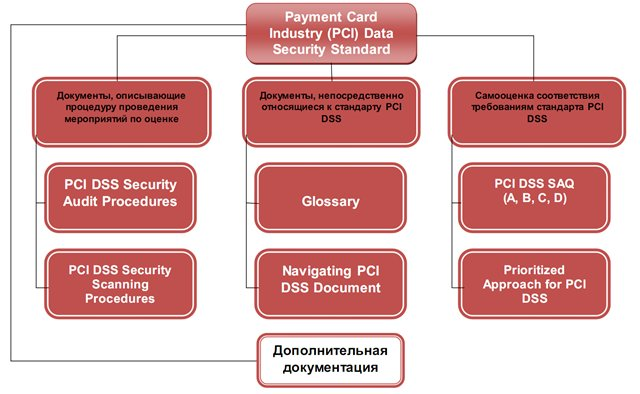 Payment Card
Industry (PCI) Data
Security Standard
Документы, описывающие
процедуру проведения
мероприятий по оценке
Документы, непосредственно
относящиеся к стандарту PCI
DSS
Самооценка соответствия
требованиям стандарта PCI
DSS
PCI DSS Security
Audit Procedures
Glossary
PCI DSS SAQ
(A, B, C, D)
PCI DSS Security
Scanning
Procedures
Navigating PCI
DSS Document
Prioritized
Approach for PCI
DSS
Дополнительная
документация